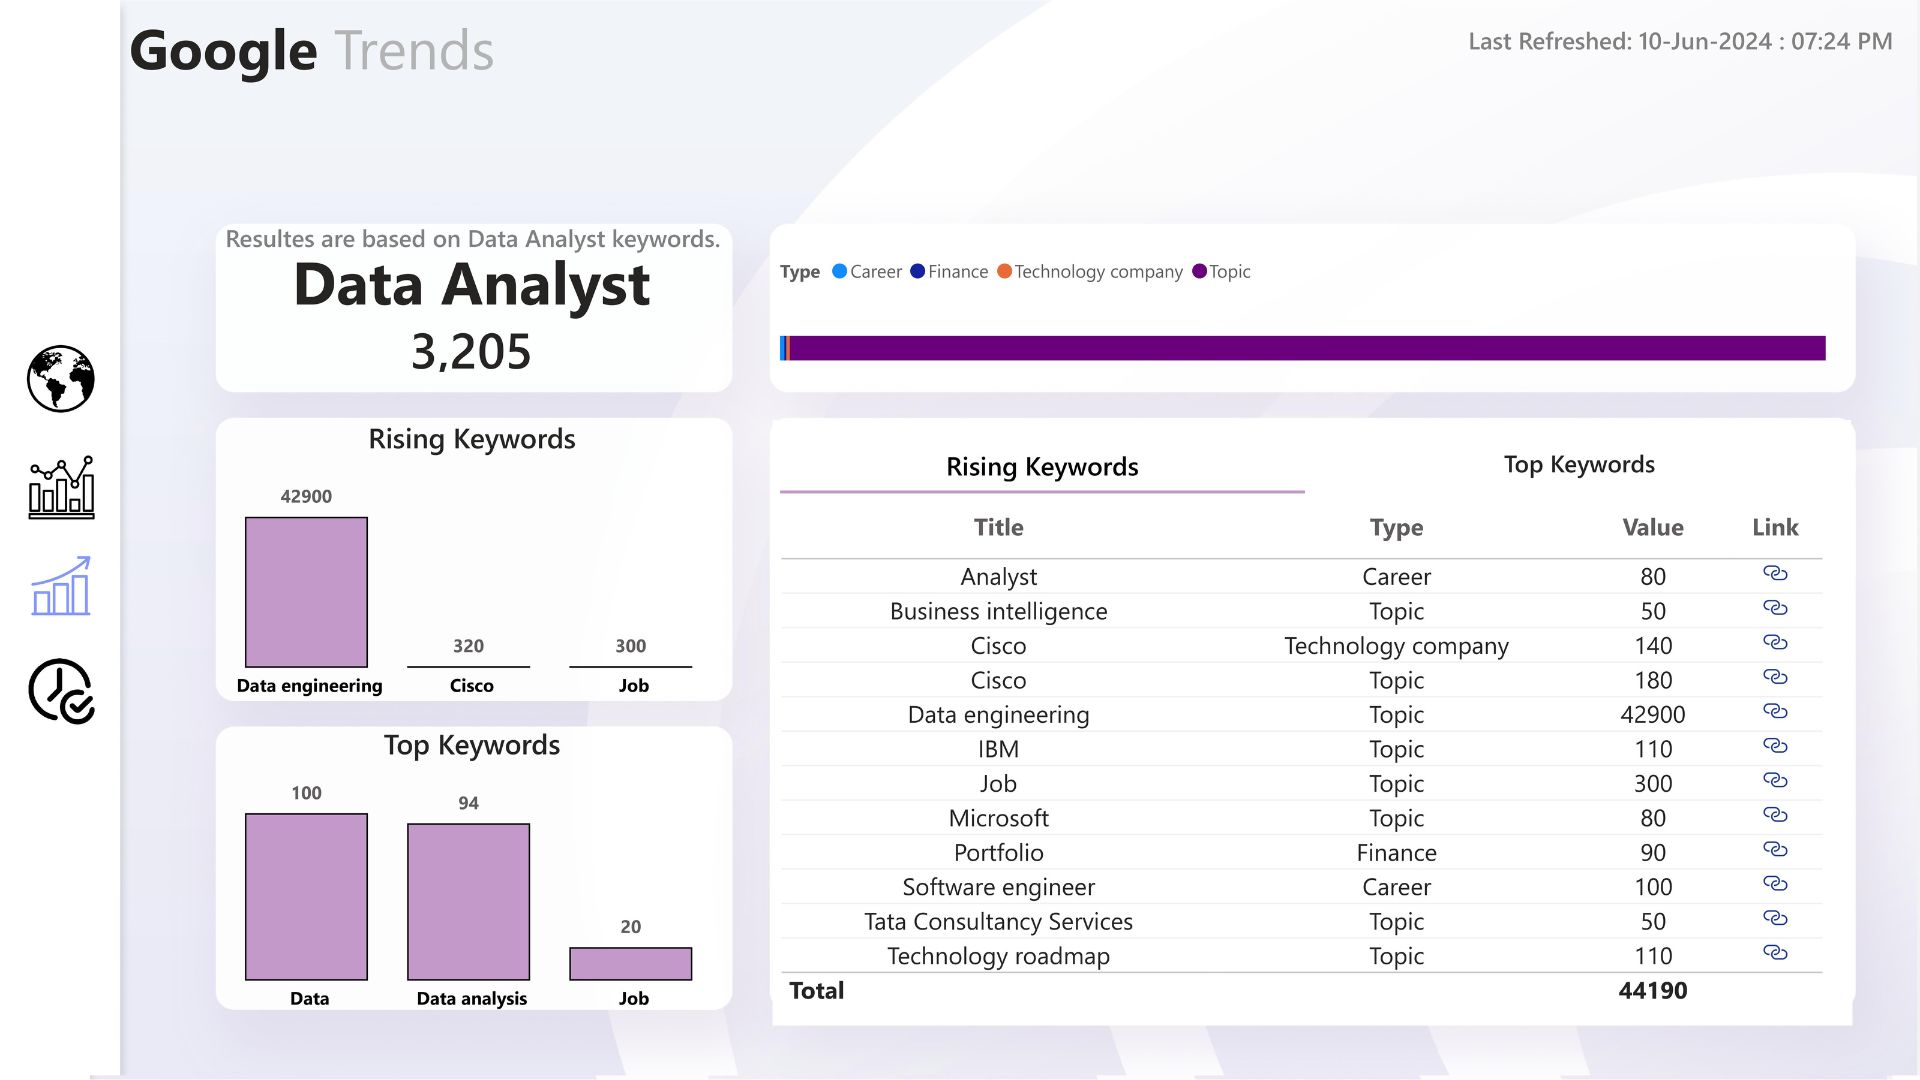 Google Trends
Last Refreshed: 10-Jun-2024 : 07:24 PM
Resultes are based on Data Analyst keywords.
Data Analyst
3,205
Type Career Finance Technology company Topic
Rising Keywords
42900
320
300
Data engineering
Cisco
Job
Top Keywords
100
94
20
Data
Data analysis
Job
Rising Keywords
Top Keywords
Title Type Value Link
Analyst Career 80
Business intelligence Topic 50
Cisco Technology company 140
Cisco Topic 180
Data engineering Topic 42900
IBM Topic 110
Job Topic 300
Microsoft Topic 80
Portfolio Finance 90
Software engineer Career 100
Tata Consultancy Services Topic 50
Technology roadmap Topic 110
Total 44190